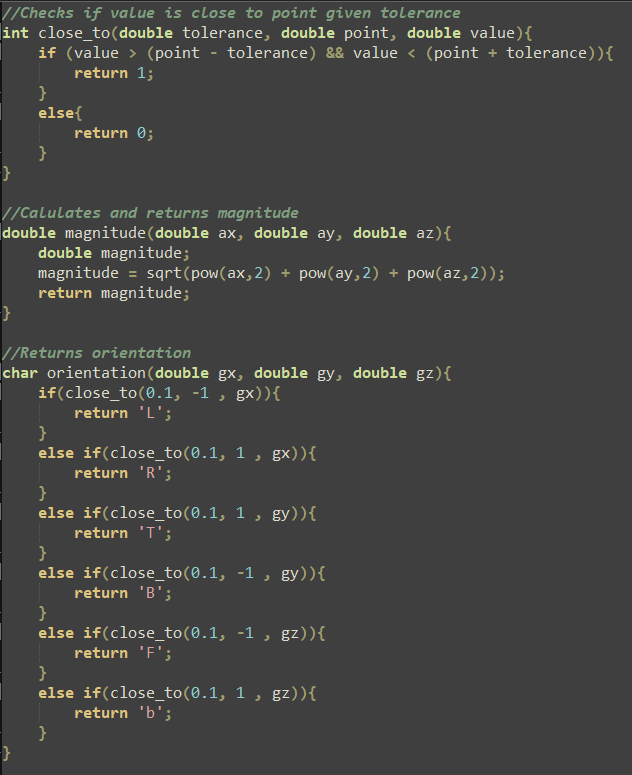 //Checks if value is close to point given tolerance
int close_to(double tolerance, double point, double value){
    if (value > (point - tolerance) && value < (point + tolerance)){
        return 1;
    }
    else{
        return 0;
    }
}

//Calulates and returns magnitude
double magnitude(double ax, double ay, double az){
    double magnitude;
    magnitude = sqrt(pow(ax,2) + pow(ay,2) + pow(az,2));
    return magnitude;
}

//Returns orientation
char orientation(double gx, double gy, double gz){
    if(close_to(0.1, -1 , gx)){
        return 'L';
    }
    else if(close_to(0.1, 1 , gx)){
        return 'R';
    }
    else if(close_to(0.1, 1 , gy)){
        return 'T';
    }
    else if(close_to(0.1, -1 , gy)){
        return 'B';
    }
    else if(close_to(0.1, -1 , gz)){
        return 'F';
    }
    else if(close_to(0.1, 1 , gz)){
        return 'b';
    }
}